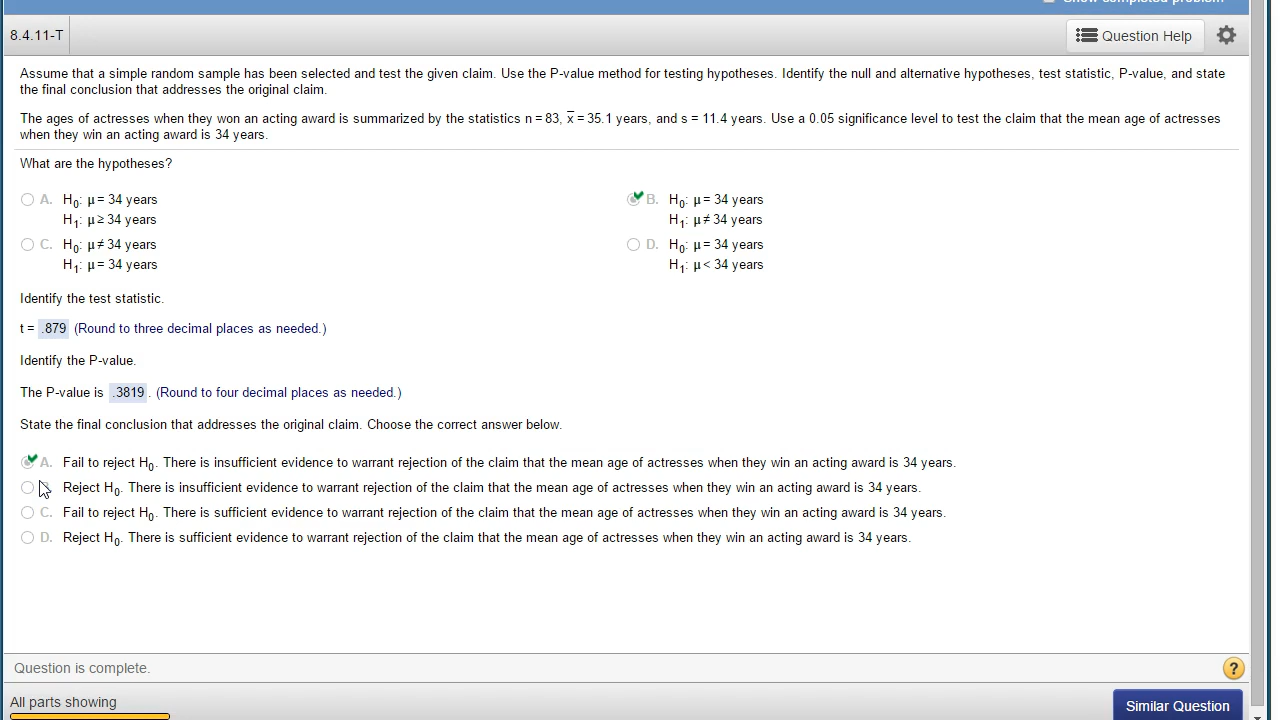 Show completed problem
8.4.11-T
Question Help
Assume that a simple random sample has been selected and test the given claim. Use the P-value method for testing hypotheses. Identify the null and alternative hypotheses, test statistic, P-value, and state
the final conclusion that addresses the original claim.
The ages of actresses when they won an acting award is summarized by the statistics n = 83, x̄ = 35.1 years, and s = 11.4 years. Use a 0.05 significance level to test the claim that the mean age of actresses
when they win an acting award is 34 years.
What are the hypotheses?
A. H₀: μ = 34 years
H₁: μ ≥ 34 years
B. H₀: μ = 34 years
H₁: μ ≠ 34 years
C. H₀: μ ≠ 34 years
H₁: μ = 34 years
D. H₀: μ = 34 years
H₁: μ < 34 years
Identify the test statistic.
t = .879 (Round to three decimal places as needed.)
Identify the P-value.
The P-value is .3819 . (Round to four decimal places as needed.)
State the final conclusion that addresses the original claim. Choose the correct answer below.
A. Fail to reject H₀. There is insufficient evidence to warrant rejection of the claim that the mean age of actresses when they win an acting award is 34 years.
Reject H₀. There is insufficient evidence to warrant rejection of the claim that the mean age of actresses when they win an acting award is 34 years.
C. Fail to reject H₀. There is sufficient evidence to warrant rejection of the claim that the mean age of actresses when they win an acting award is 34 years.
D. Reject H₀. There is sufficient evidence to warrant rejection of the claim that the mean age of actresses when they win an acting award is 34 years.
Question is complete.
?
All parts showing
Similar Question